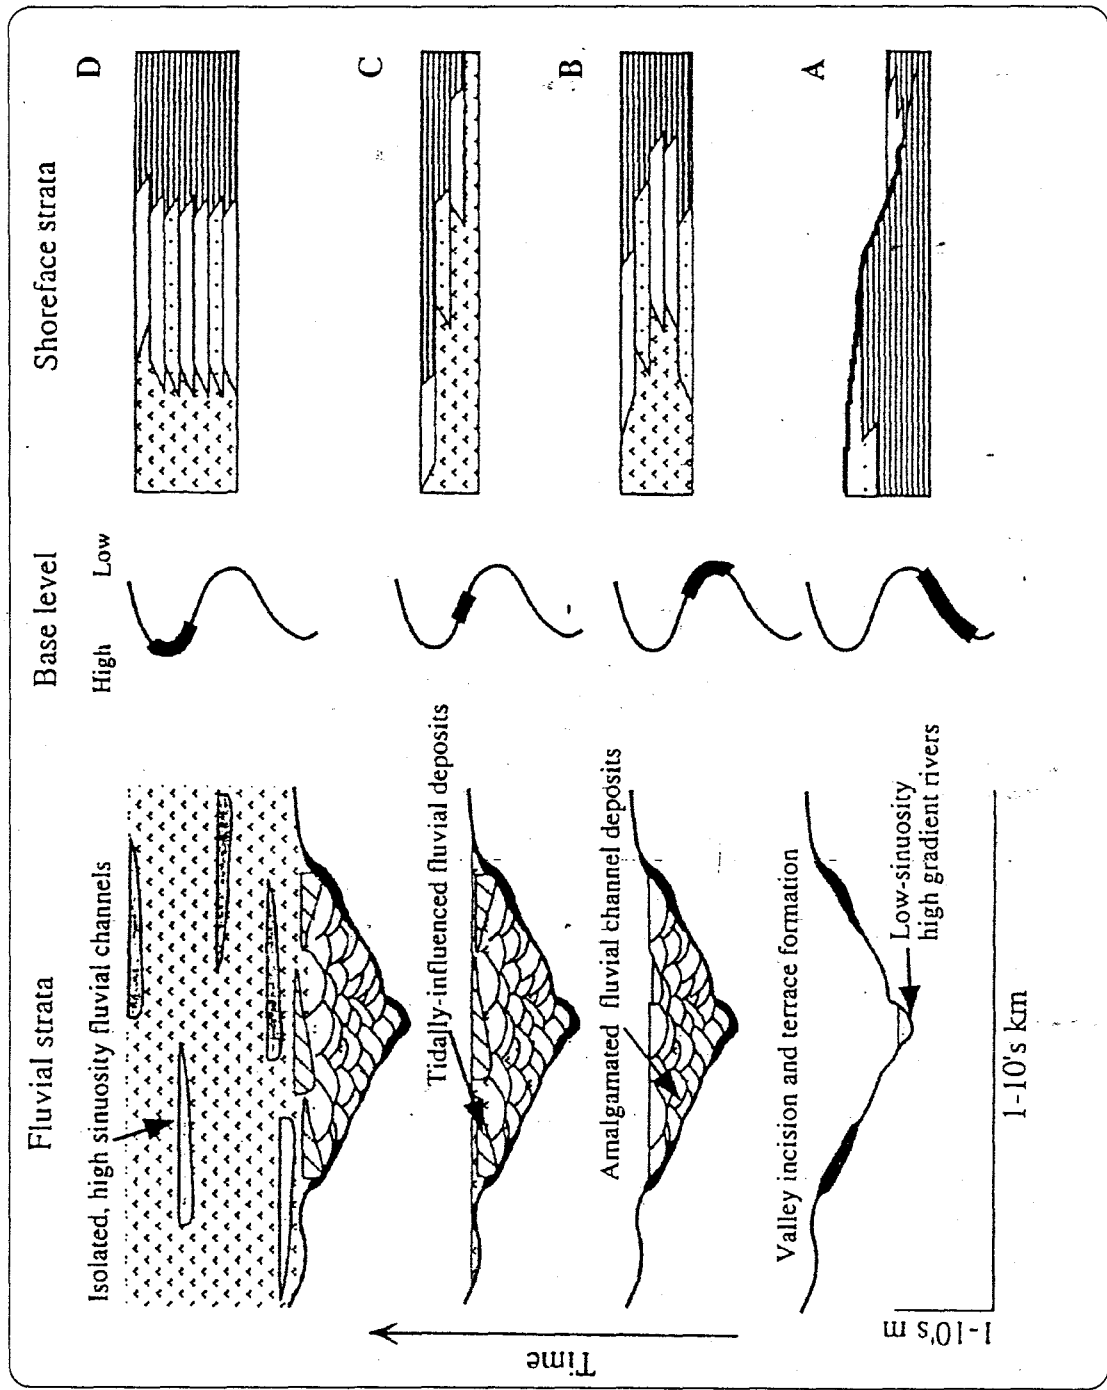 Fluvial strata
Base level
Shoreface strata
High Low
Isolated, high sinuosity fluvial channels
D
Tidally-influenced fluvial deposits
C
Amalgamated fluvial channel deposits
B
Valley incision and terrace formation
A
Low-sinuosity
high gradient rivers
Time
1-10's m
1-10's km